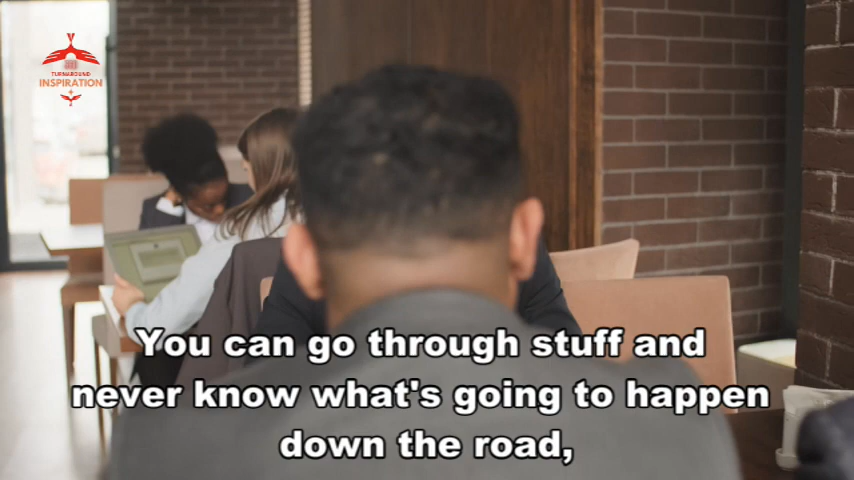 TURNAROUND
INSPIRATION
You can go through stuff and
never know what's going to happen
down the road,